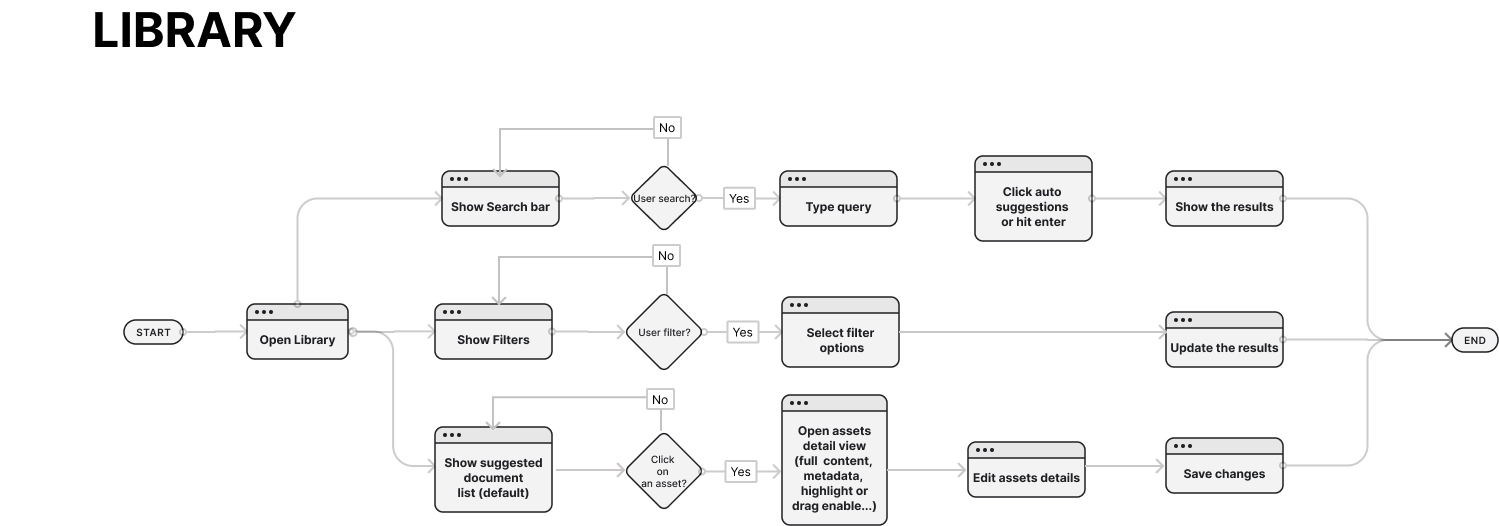 LIBRARY
No
Show Search bar
User search?
Yes
Type query
Click auto
suggestions
or hit enter
Show the results
No
START
Open Library
Show Filters
User filter?
Yes
Select filter
options
Update the results
END
No
Show suggested
document
list (default)
Click
on
an asset?
Yes
Open assets
detail view
(full content,
metadata,
highlight or
drag enable...)
Edit assets details
Save changes